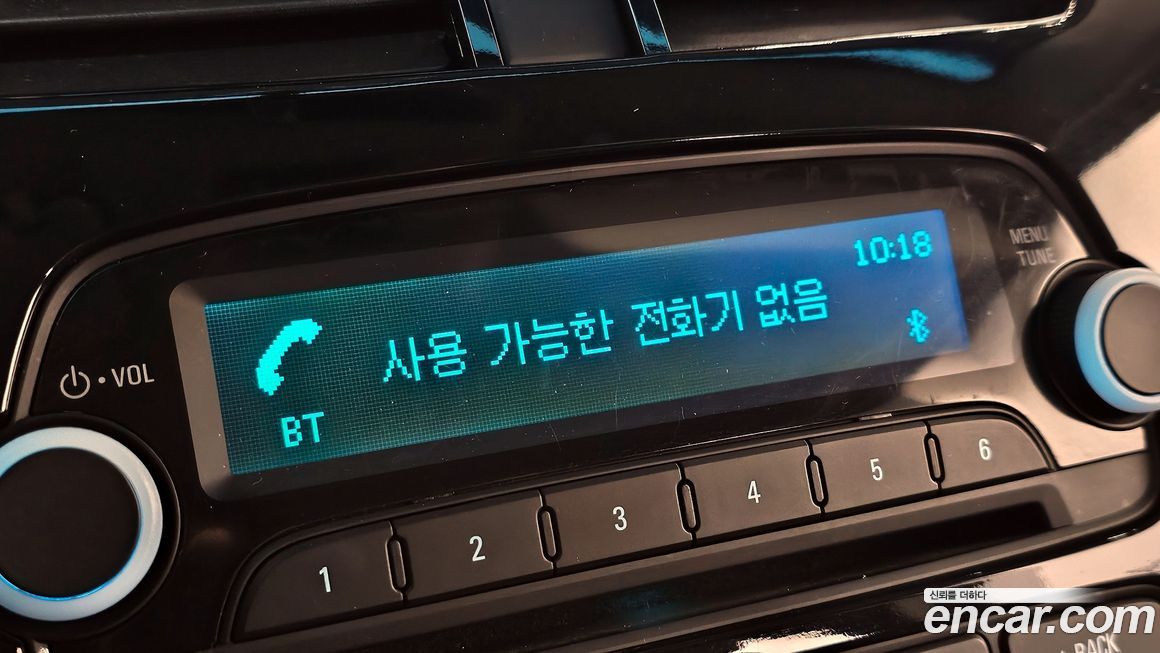 10:18
MENU
TUNE
사용 가능한 전화기 없음
⏻•VOL
BT
1 2 3 4 5 6
신뢰를 더하다
encar.com
BACK